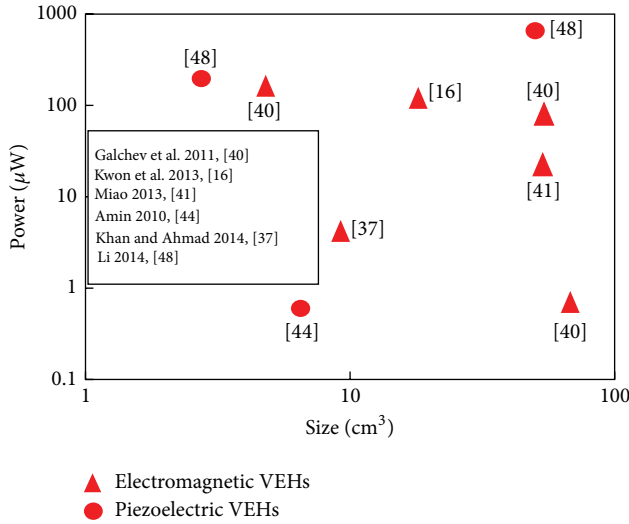 1000
100
10
1
0.1
Power (μW)
[48]
[40]
[48]
[16]
[40]
[41]
[37]
[44]
[40]
Galchev et al. 2011, [40]
Kwon et al. 2013, [16]
Miao 2013, [41]
Amin 2010, [44]
Khan and Ahmad 2014, [37]
Li 2014, [48]
1
10
100
Size (cm³)
Electromagnetic VEHs
Piezoelectric VEHs